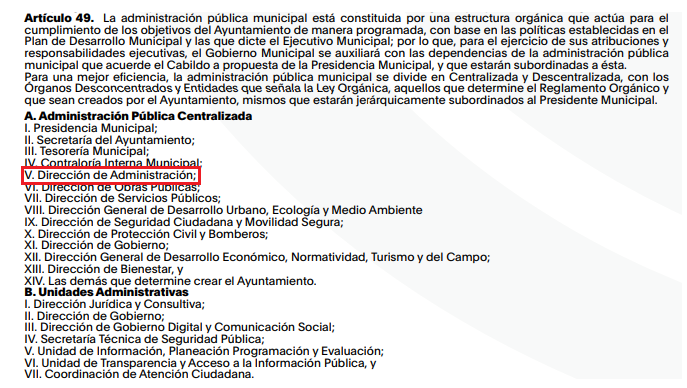 Artículo 49. La administración pública municipal está constituida por una estructura orgánica que actúa para el
cumplimiento de los objetivos del Ayuntamiento de manera programada, con base en las políticas establecidas en el
Plan de Desarrollo Municipal y las que dicte el Ejecutivo Municipal; por lo que, para el ejercicio de sus atribuciones y
responsabilidades ejecutivas, el Gobierno Municipal se auxiliará con las dependencias de la administración pública
municipal que acuerde el Cabildo a propuesta de la Presidencia Municipal, y que estarán subordinadas a ésta.
Para una mejor eficiencia, la administración pública municipal se divide en Centralizada y Descentralizada, con los
Órganos Desconcentrados y Entidades que señala la Ley Orgánica, aquellos que determine el Reglamento Orgánico y
que sean creados por el Ayuntamiento, mismos que estarán jerárquicamente subordinados al Presidente Municipal.
A. Administración Pública Centralizada
I. Presidencia Municipal;
II. Secretaría del Ayuntamiento;
III. Tesorería Municipal;
IV. Contraloría Interna Municipal;
V. Dirección de Administración;
VI. Dirección de Obras Públicas;
VII. Dirección de Servicios Públicos;
VIII. Dirección General de Desarrollo Urbano, Ecología y Medio Ambiente
IX. Dirección de Seguridad Ciudadana y Movilidad Segura;
X. Dirección de Protección Civil y Bomberos;
XI. Dirección de Gobierno;
XII. Dirección General de Desarrollo Económico, Normatividad, Turismo y del Campo;
XIII. Dirección de Bienestar, y
XIV. Las demás que determine crear el Ayuntamiento.
B. Unidades Administrativas
I. Dirección Jurídica y Consultiva;
II. Dirección de Gobierno;
III. Dirección de Gobierno Digital y Comunicación Social;
IV. Secretaría Técnica de Seguridad Pública;
V. Unidad de Información, Planeación Programación y Evaluación;
VI. Unidad de Transparencia y Acceso a la Información Pública, y
VII. Coordinación de Atención Ciudadana.